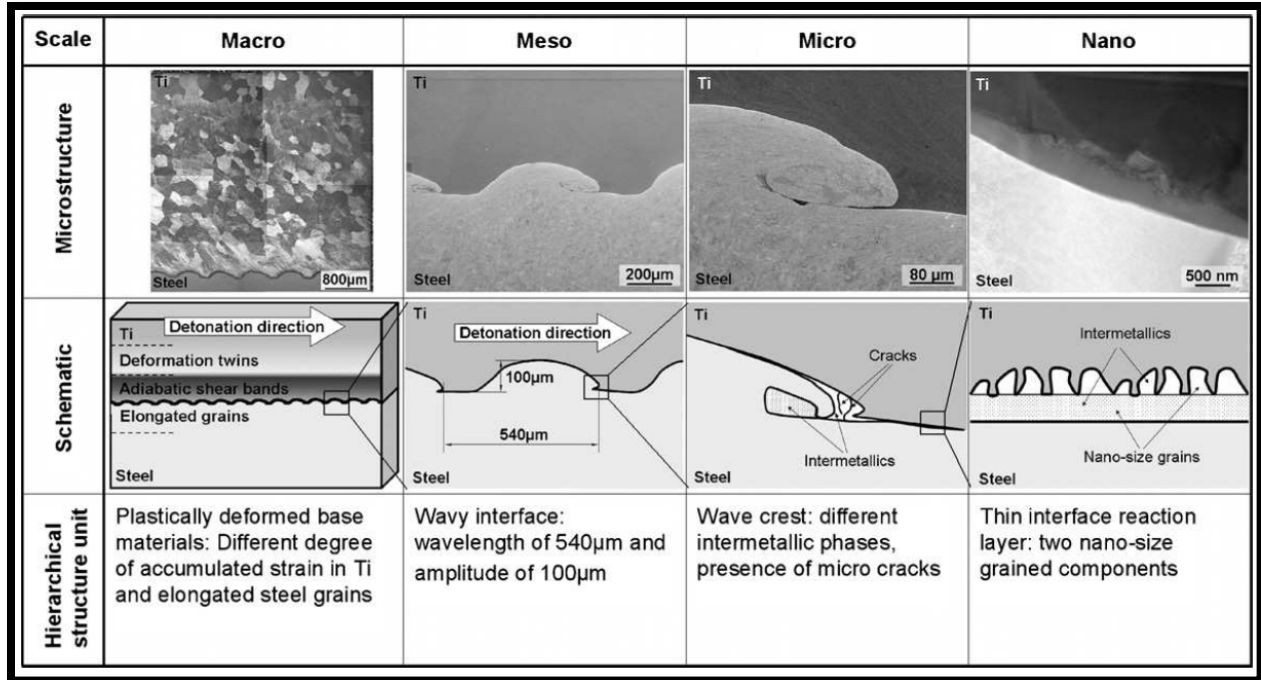 Scale
Macro
Meso
Micro
Nano
Microstructure
Ti
Steel
800µm
Ti
Steel
200µm
Ti
Steel
80 µm
Ti
Steel
500 nm
Schematic
Detonation direction
Ti
Deformation twins
Adiabatic shear bands
Elongated grains
Steel
Ti
Detonation direction
100µm
540µm
Steel
Ti
Cracks
Intermetallics
Steel
Ti
Intermetallics
Nano-size grains
Steel
Hierarchical
structure unit
Plastically deformed base
materials: Different degree
of accumulated strain in Ti
and elongated steel grains
Wavy interface:
wavelength of 540µm and
amplitude of 100µm
Wave crest: different
intermetallic phases,
presence of micro cracks
Thin interface reaction
layer: two nano-size
grained components